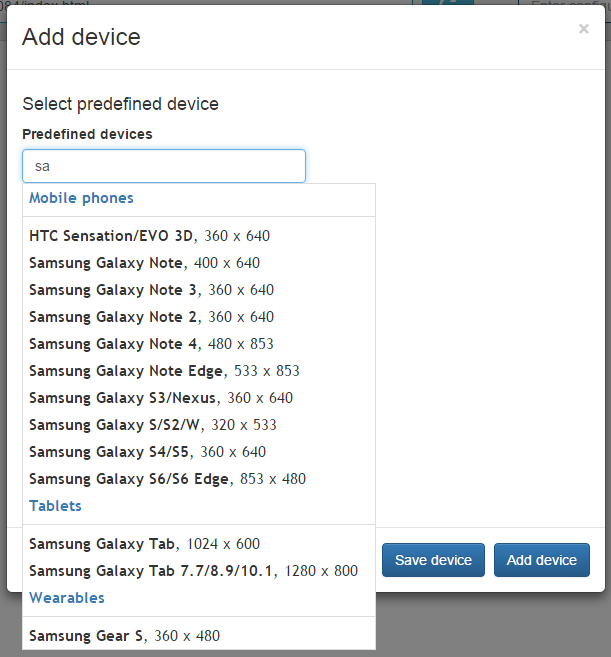 084/index.html
Add device
×
Select predefined device
Predefined devices
sa
Mobile phones
HTC Sensation/EVO 3D, 360 x 640
Samsung Galaxy Note, 400 x 640
Samsung Galaxy Note 3, 360 x 640
Samsung Galaxy Note 2, 360 x 640
Samsung Galaxy Note 4, 480 x 853
Samsung Galaxy Note Edge, 533 x 853
Samsung Galaxy S3/Nexus, 360 x 640
Samsung Galaxy S/S2/W, 320 x 533
Samsung Galaxy S4/S5, 360 x 640
Samsung Galaxy S6/S6 Edge, 853 x 480
Tablets
Samsung Galaxy Tab, 1024 x 600
Samsung Galaxy Tab 7.7/8.9/10.1, 1280 x 800
Wearables
Samsung Gear S, 360 x 480
Save device
Add device